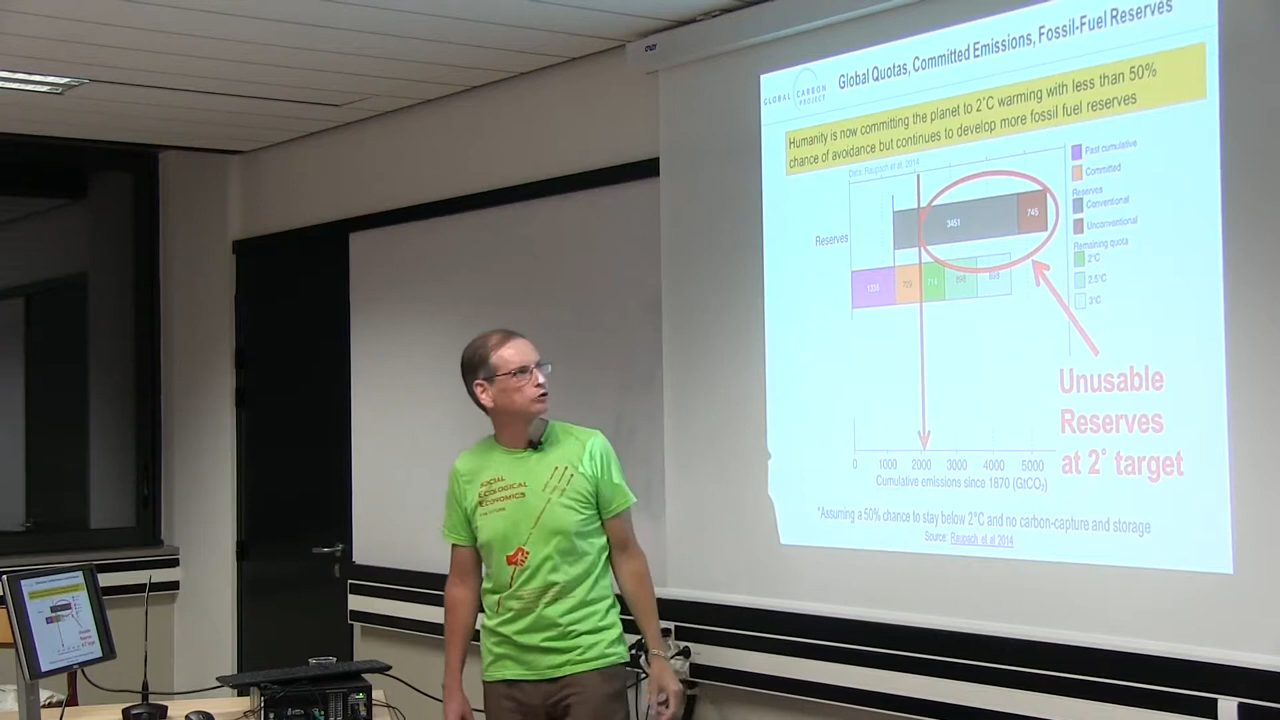 Global Quotas, Committed Emissions, Fossil-Fuel Reserves
GLOBAL CARBON
PROJECT
Humanity is now committing the planet to 2°C warming with less than 50%
chance of avoidance but continues to develop more fossil fuel reserves
Data: Raupach et al. 2014
Past cumulative
Committed
Reserves
Conventional
Unconventional
Remaining quota
2°C
2.5°C
3°C
Reserves
3451
745
1335
714
898
Unusable
Reserves
at 2° target
0 1000 2000 3000 4000 5000
Cumulative emissions since 1870 (GtCO₂)
*Assuming a 50% chance to stay below 2°C and no carbon-capture and storage
Source: Raupach et al 2014
SOCIAL
ECOLOGICAL
ECONOMICS